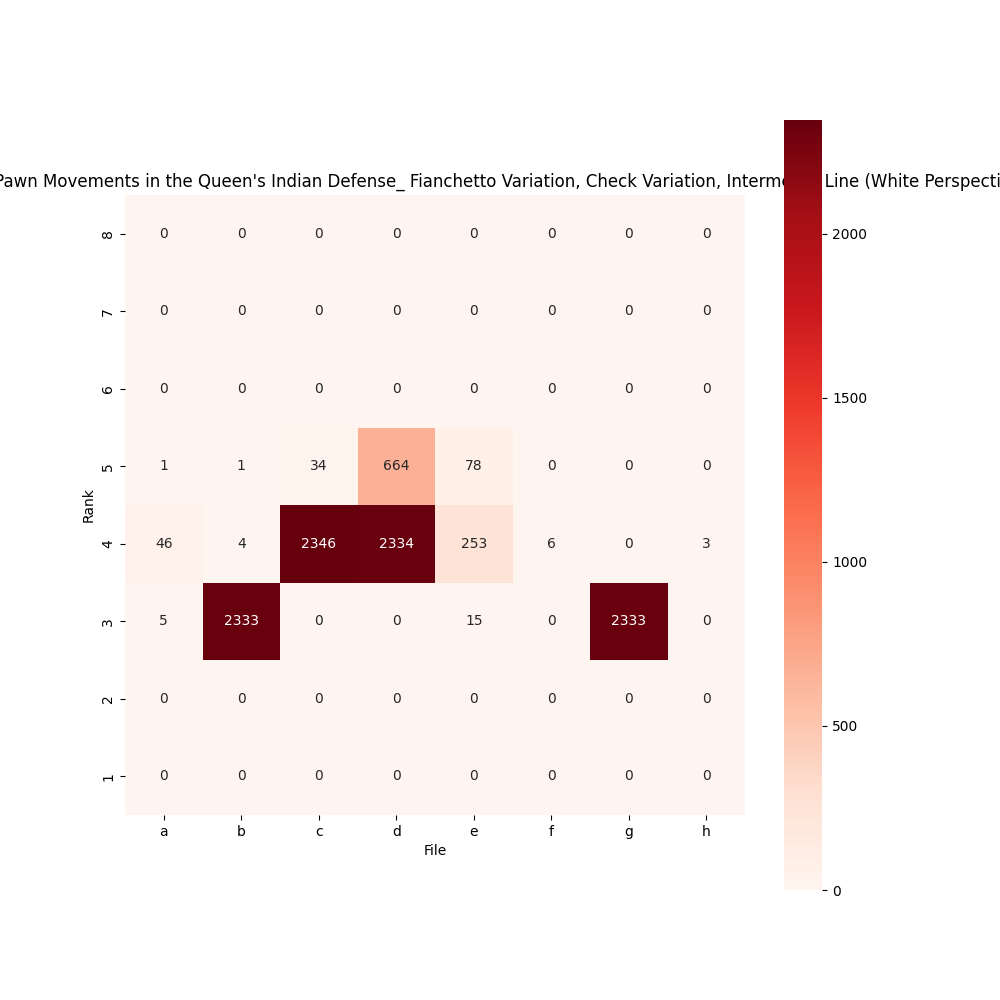 Pawn Movements in the Queen's Indian Defense_ Fianchetto Variation, Check Variation, Line (White
8 0 0 0 0 0 0 0 0
7 0 0 0 0 0 0 0 0
6 0 0 0 0 0 0 0 0
5 1 1 34 664 78 0 0 0
4 46 4 2346 2334 253 6 0 3
3 5 2333 0 0 15 0 2333 0
2 0 0 0 0 0 0 0 0
1 0 0 0 0 0 0 0 0
a b c d e f g h
File
Rank
2000
1500
1000
500
0